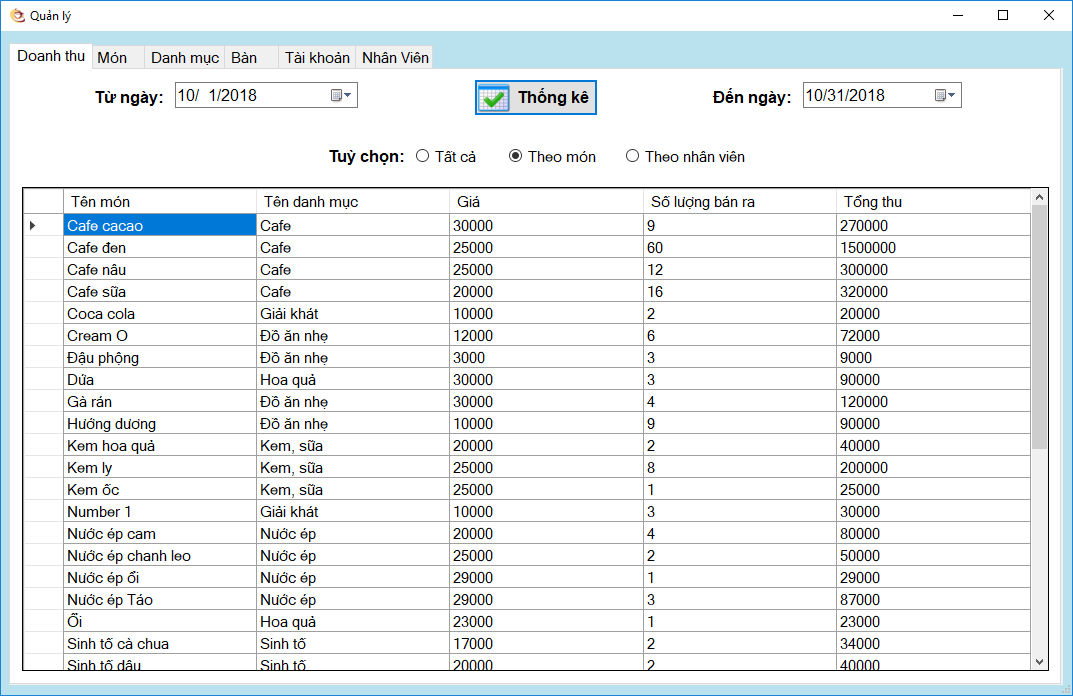 Quản lý
Doanh thu Món Danh mục Bàn Tài khoản Nhân Viên
Từ ngày: 10/ 1/2018 Thống kê Đến ngày: 10/31/2018
Tuỳ chọn: Tất cả Theo món Theo nhân viên
Tên món Tên danh mục Giá Số lượng bán ra Tổng thu
Cafe cacao Cafe 30000 9 270000
Cafe đen Cafe 25000 60 1500000
Cafe nâu Cafe 25000 12 300000
Cafe sữa Cafe 20000 16 320000
Coca cola Giải khát 10000 2 20000
Cream O Đồ ăn nhẹ 12000 6 72000
Đậu phộng Đồ ăn nhẹ 3000 3 9000
Dứa Hoa quả 30000 3 90000
Gà rán Đồ ăn nhẹ 30000 4 120000
Hướng dương Đồ ăn nhẹ 10000 9 90000
Kem hoa quả Kem, sữa 20000 2 40000
Kem ly Kem, sữa 25000 8 200000
Kem ốc Kem, sữa 25000 1 25000
Number 1 Giải khát 10000 3 30000
Nước ép cam Nước ép 20000 4 80000
Nước ép chanh leo Nước ép 25000 2 50000
Nước ép ổi Nước ép 29000 1 29000
Nước ép Táo Nước ép 29000 3 87000
Ổi Hoa quả 23000 1 23000
Sinh tố cà chua Sinh tố 17000 2 34000
Sinh tố dâu Sinh tố 20000 2 40000